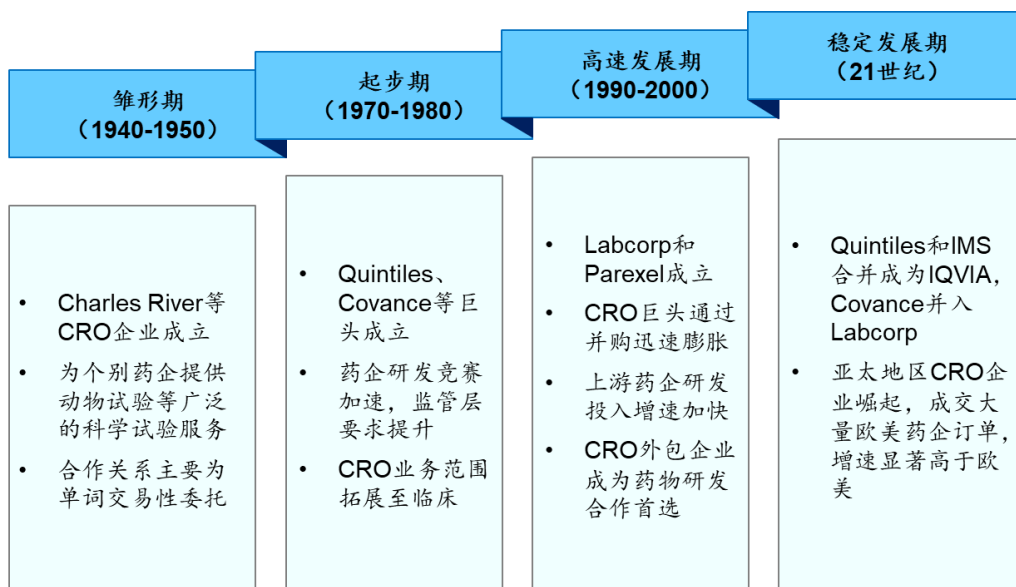 雏形期
（1940-1950）
• Charles River等
CRO企业成立
• 为个别药企提供
动物试验等广泛
的科学试验服务
• 合作关系主要为
单词交易性委托
起步期
（1970-1980）
• Quintiles、
Covance等巨
头成立
• 药企研发竞赛
加速，监管层
要求提升
• CRO业务范围
拓展至临床
高速发展期
（1990-2000）
• Labcorp和
Parexel成立
• CRO巨头通过
并购迅速膨胀
• 上游药企研发
投入增速加快
• CRO外包企业
成为药物研发
合作首选
稳定发展期
（21世纪）
• Quintiles和IMS
合并成为IQVIA，
Covance并入
Labcorp
• 亚太地区CRO企
业崛起，成交大
量欧美药企订单，
增速显著高于欧
美